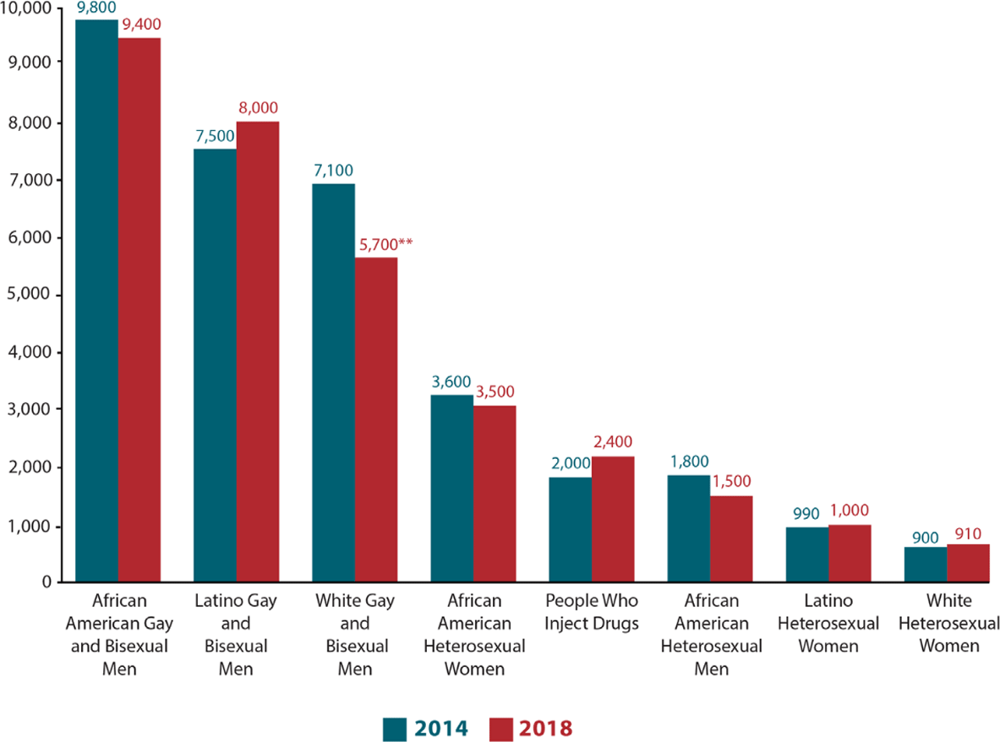 10,000
9,000
8,000
7,000
6,000
5,000
4,000
3,000
2,000
1,000
0
9,800
9,400
7,500
8,000
7,100
5,700**
3,600
3,500
2,000
2,400
1,800
1,500
990
1,000
900
910
African
American Gay
and Bisexual
Men
Latino Gay
and
Bisexual
Men
White Gay
and
Bisexual
Men
African
American
Heterosexual
Women
People Who
Inject Drugs
African
American
Heterosexual
Men
Latino
Heterosexual
Women
White
Heterosexual
Women
2014
2018